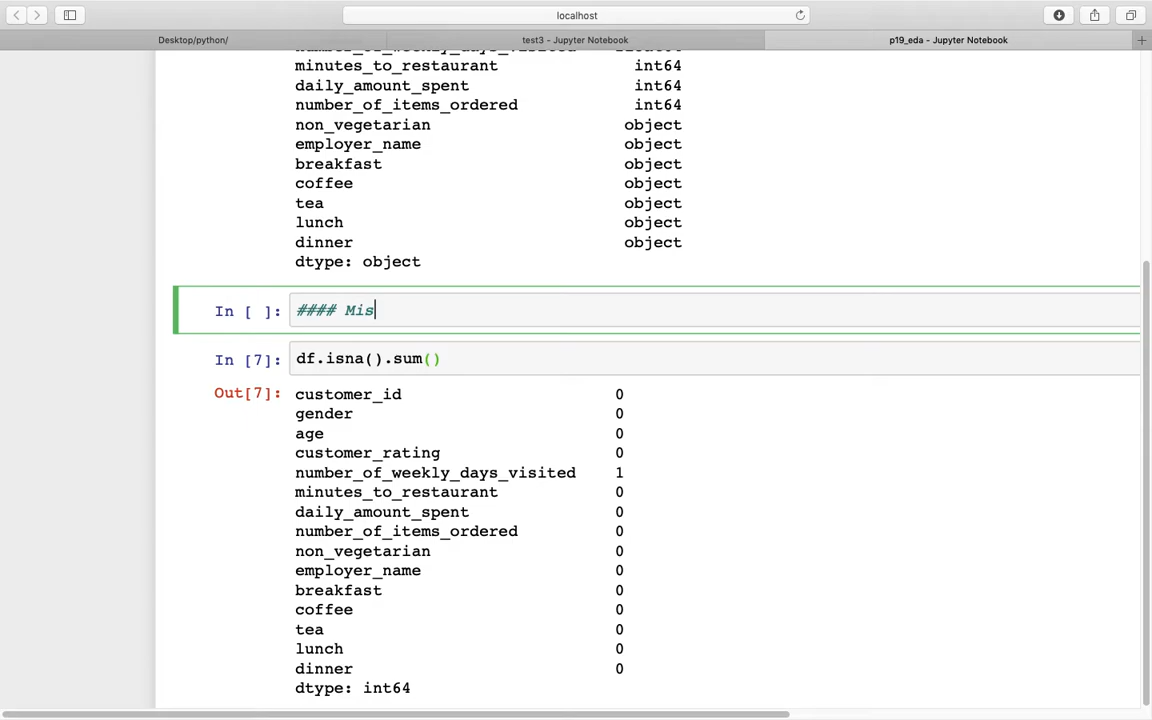 localhost
Desktop/python/ test3 - Jupyter Notebook p19_eda - Jupyter Notebook
minutes_to_restaurant int64
daily_amount_spent int64
number_of_items_ordered int64
non_vegetarian object
employer_name object
breakfast object
coffee object
tea object
lunch object
dinner object
dtype: object
In [ ]: #### Mis
In [7]: df.isna().sum()
Out[7]: customer_id 0
gender 0
age 0
customer_rating 0
number_of_weekly_days_visited 1
minutes_to_restaurant 0
daily_amount_spent 0
number_of_items_ordered 0
non_vegetarian 0
employer_name 0
breakfast 0
coffee 0
tea 0
lunch 0
dinner 0
dtype: int64